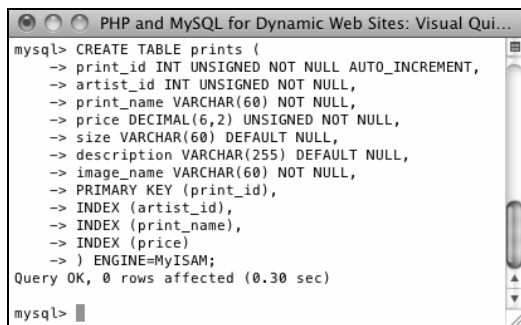 PHP and MySQL for Dynamic Web Sites: Visual Qui...
mysql> CREATE TABLE prints (
-> print_id INT UNSIGNED NOT NULL AUTO_INCREMENT,
-> artist_id INT UNSIGNED NOT NULL,
-> print_name VARCHAR(60) NOT NULL,
-> price DECIMAL(6,2) UNSIGNED NOT NULL,
-> size VARCHAR(60) DEFAULT NULL,
-> description VARCHAR(255) DEFAULT NULL,
-> image_name VARCHAR(60) NOT NULL,
-> PRIMARY KEY (print_id),
-> INDEX (artist_id),
-> INDEX (print_name),
-> INDEX (price)
-> ) ENGINE=MyISAM;
Query OK, 0 rows affected (0.30 sec)
mysql>